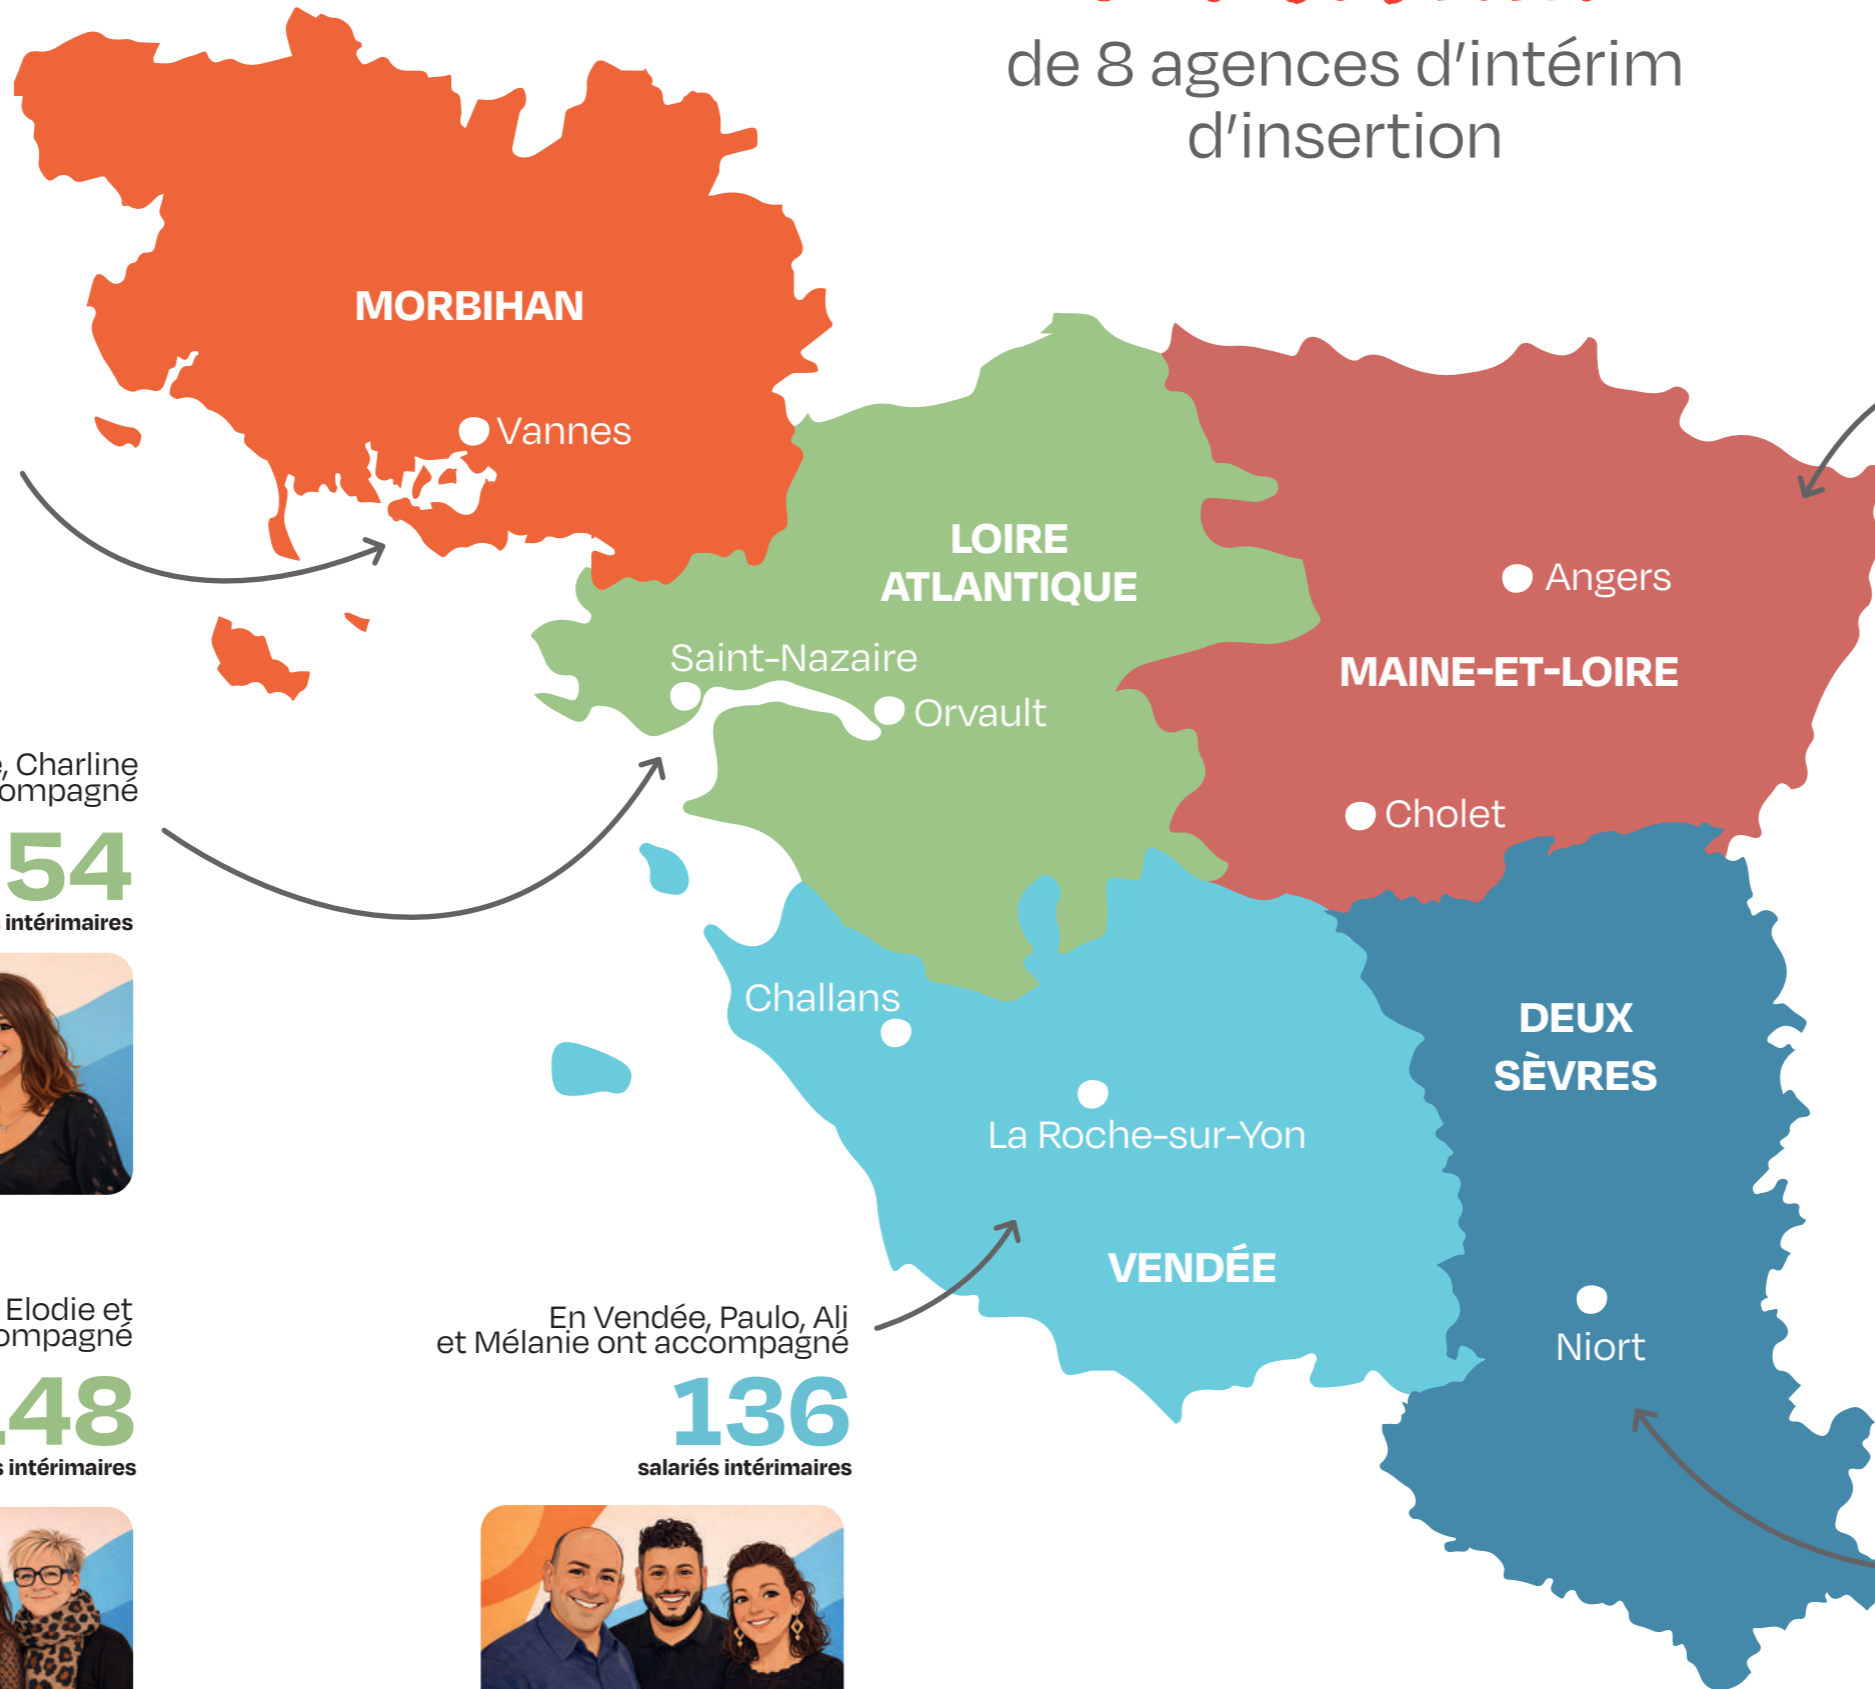 de 8 agences d'intérim
d'insertion
MORBIHAN
Vannes
LOIRE
ATLANTIQUE
Angers
Saint-Nazaire
MAINE-ET-LOIRE
Orvault
, Charline
54
intérimaires
Cholet
Challans
DEUX
SÈVRES
La Roche-sur-Yon
VENDÉE
Niort
Elodie et
48
intérimaires
En Vendée, Paulo, Ali
et Mélanie ont accompagné
136
salariés intérimaires